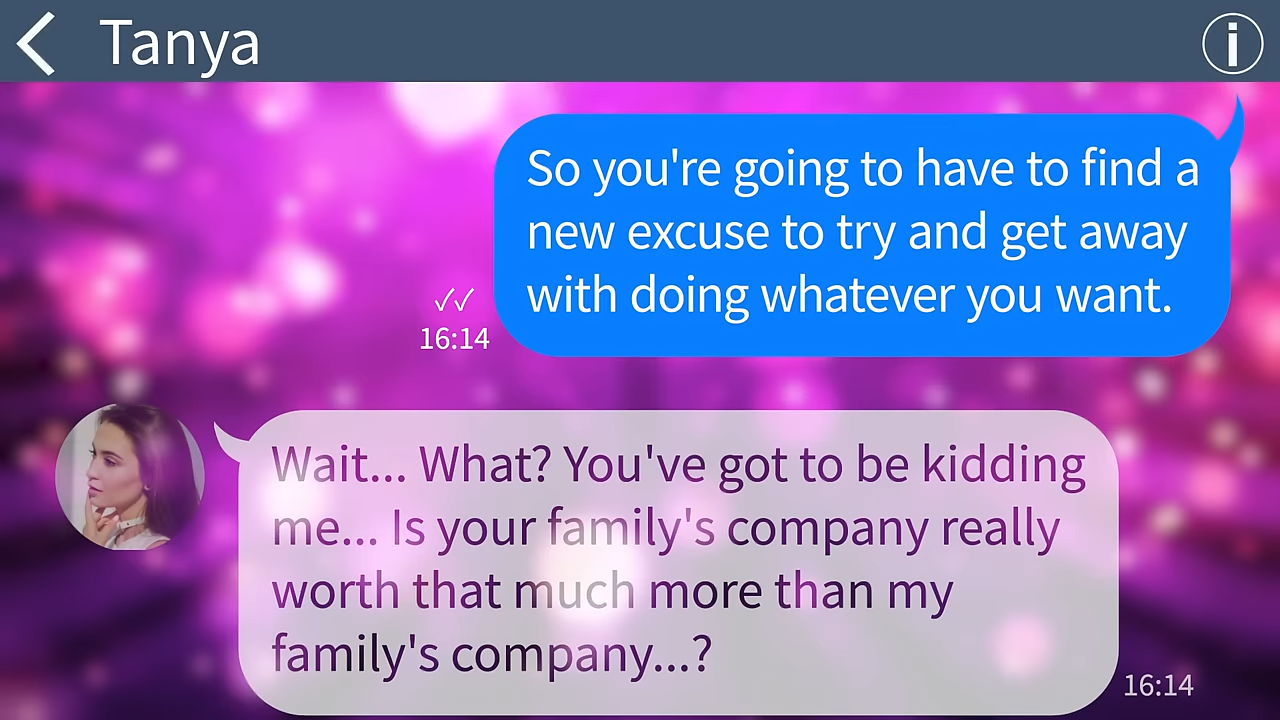 Tanya
So you're going to have to find a
new excuse to try and get away
with doing whatever you want.
16:14
Wait... What? You've got to be kidding
me... Is your family's company really
worth that much more than my
family's company...?
16:14